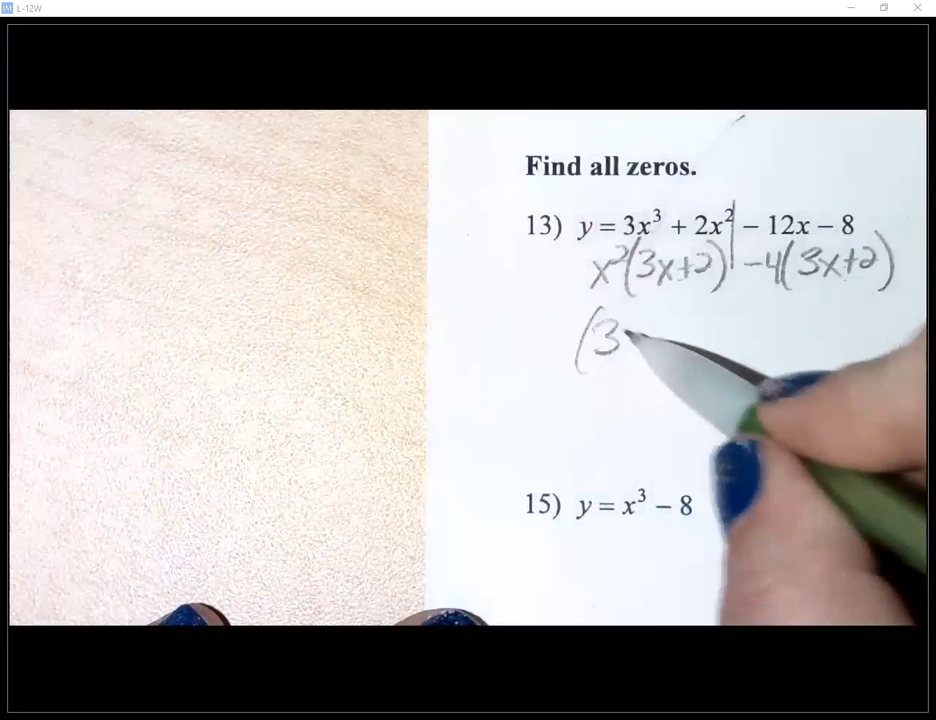 L-12W
Find all zeros.
13) y = 3x³ + 2x² - 12x - 8
x²(3x+2) | -4(3x+2)
(3
15) y = x³ - 8